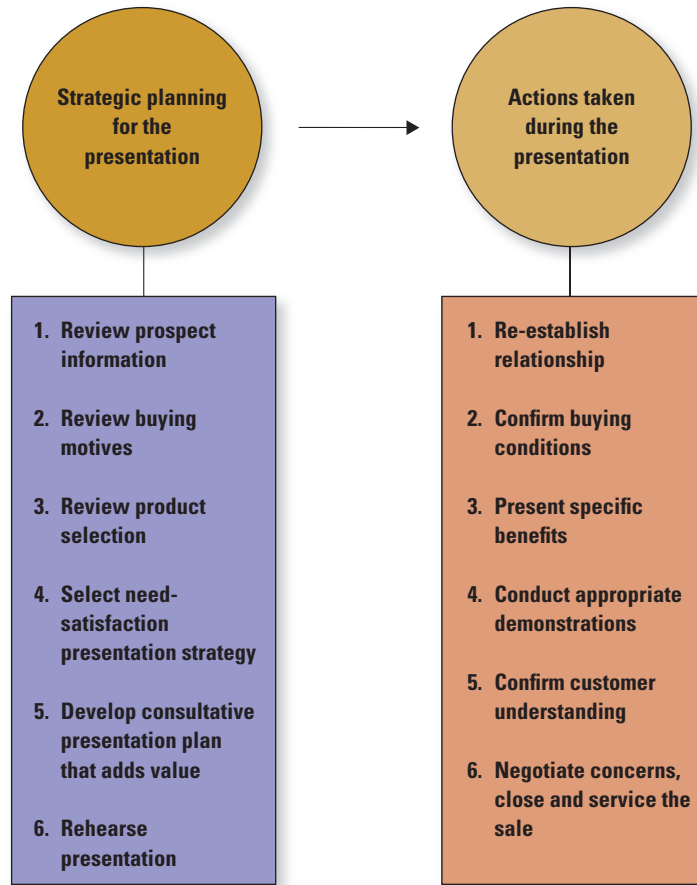 Strategic planning
for the
presentation
Actions taken
during the
presentation
1. Review prospect
information
2. Review buying
motives
3. Review product
selection
4. Select need-
satisfaction
presentation strategy
5. Develop consultative
presentation plan
that adds value
6. Rehearse
presentation
1. Re-establish
relationship
2. Confirm buying
conditions
3. Present specific
benefits
4. Conduct appropriate
demonstrations
5. Confirm customer
understanding
6. Negotiate concerns,
close and service the
sale